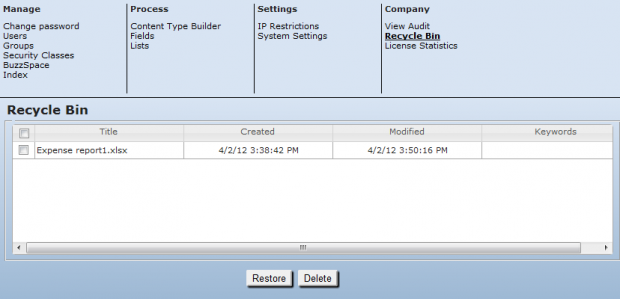 Manage
Change password
Users
Groups
Security Classes
BuzzSpace
Index
Process
Content Type Builder
Fields
Lists
Settings
IP Restrictions
System Settings
Company
View Audit
Recycle Bin
License Statistics
Recycle Bin
Title Created Modified Keywords
Expense report1.xlsx 4/2/12 3:38:42 PM 4/2/12 3:50:16 PM
Restore Delete